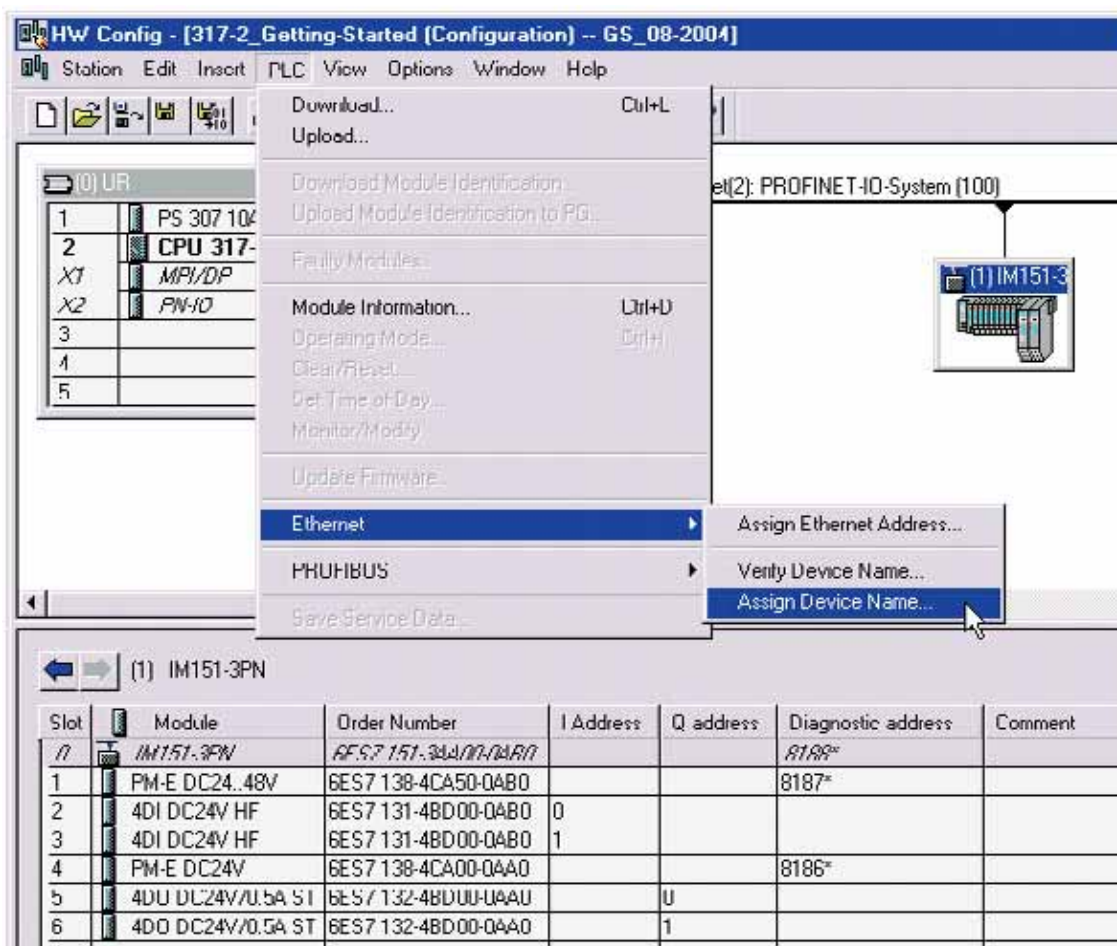 HW Config - [317-2_Getting-Started (Configuration) -- GS_08-2004]
Station Edit Insert PLC View Options Window Help
Download... Ctrl+L
Upload...
Download Module Identification...
Upload Module Identification to PG...
Faulty Modules...
Module Information... Ctrl+D
Operating Mode... Ctrl+I
Clear/Reset...
Set Time of Day...
Monitor/Modify
Update Firmware...
Ethernet
PROFIBUS
Save Service Data...
Assign Ethernet Address...
Verify Device Name...
Assign Device Name...
(0) UR
1 PS 307 10A
2 CPU 317-
X1 MPI/DP
X2 PN-IO
3
4
5
et(2): PROFINET-IO-System (100)
(1) IM151-3
(1) IM151-3PN
Slot Module Order Number I Address Q address Diagnostic address Comment
0 IM151-3PN 6ES7 151-3AA00-0AB0 8188*
1 PM-E DC24..48V 6ES7 138-4CA50-0AB0 8187*
2 4DI DC24V HF 6ES7 131-4BD00-0AB0 0
3 4DI DC24V HF 6ES7 131-4BD00-0AB0 1
4 PM-E DC24V 6ES7 138-4CA00-0AA0 8186*
5 4DO DC24V/0.5A ST 6ES7 132-4BD00-0AA0 0
6 4DO DC24V/0.5A ST 6ES7 132-4BD00-0AA0 1